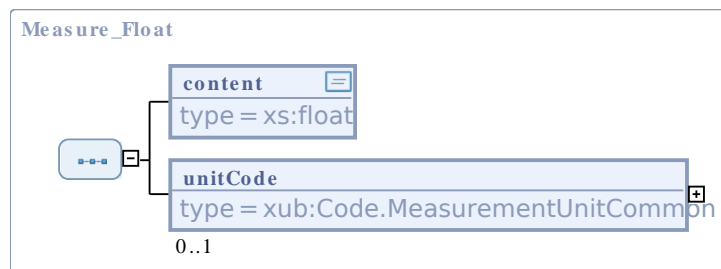 Measure_Float
content
type = xs:float
unitCode
type = xub:Code.MeasurementUnitCommon
0..1